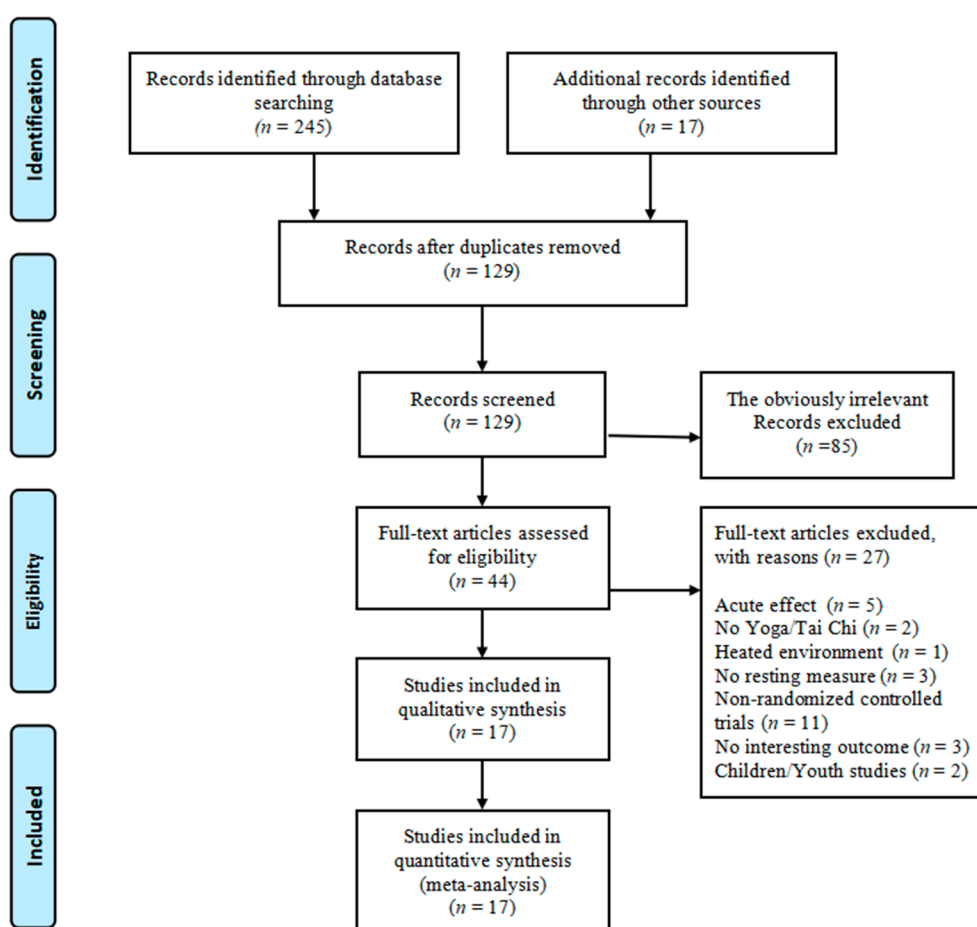 Identification
Records identified through database
searching
(n = 245)
Additional records identified
through other sources
(n = 17)
Records after duplicates removed
(n = 129)
Screening
Records screened
(n = 129)
The obviously irrelevant
Records excluded
(n =85)
Eligibility
Full-text articles assessed
for eligibility
(n = 44)
Full-text articles excluded,
with reasons (n = 27)
Acute effect (n = 5)
No Yoga/Tai Chi (n = 2)
Heated environment (n = 1)
No resting measure (n = 3)
Non-randomized controlled
trials (n = 11)
No interesting outcome (n = 3)
Children/Youth studies (n = 2)
Studies included in
qualitative synthesis
(n = 17)
Included
Studies included in
quantitative synthesis
(meta-analysis)
(n = 17)